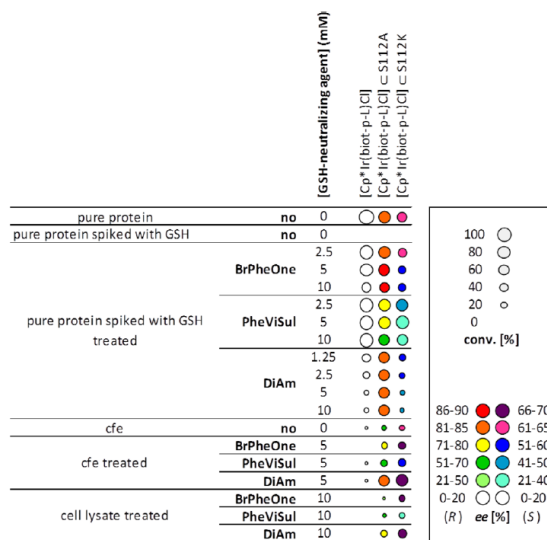 [GSH-neutralizing agent] (mM)
[Cp*Ir(biot-p-L)Cl]
[Cp*Ir(biot-p-L)Cl] ⊂ S112A
[Cp*Ir(biot-p-L)Cl] ⊂ S112K
pure protein no 0
pure protein spiked with GSH no 0
pure protein spiked with GSH
treated
BrPheOne
2.5
5
10
PheViSul
2.5
5
10
DiAm
1.25
2.5
5
10
cfe no 0
cfe treated
BrPheOne 5
PheViSul 5
DiAm 5
cell lysate treated
BrPheOne 10
PheViSul 10
DiAm 10
100
80
60
40
20
0
conv. [%]
86-90 66-70
81-85 61-65
71-80 51-60
51-70 41-50
21-50 21-40
0-20 0-20
(R) ee [%] (S)